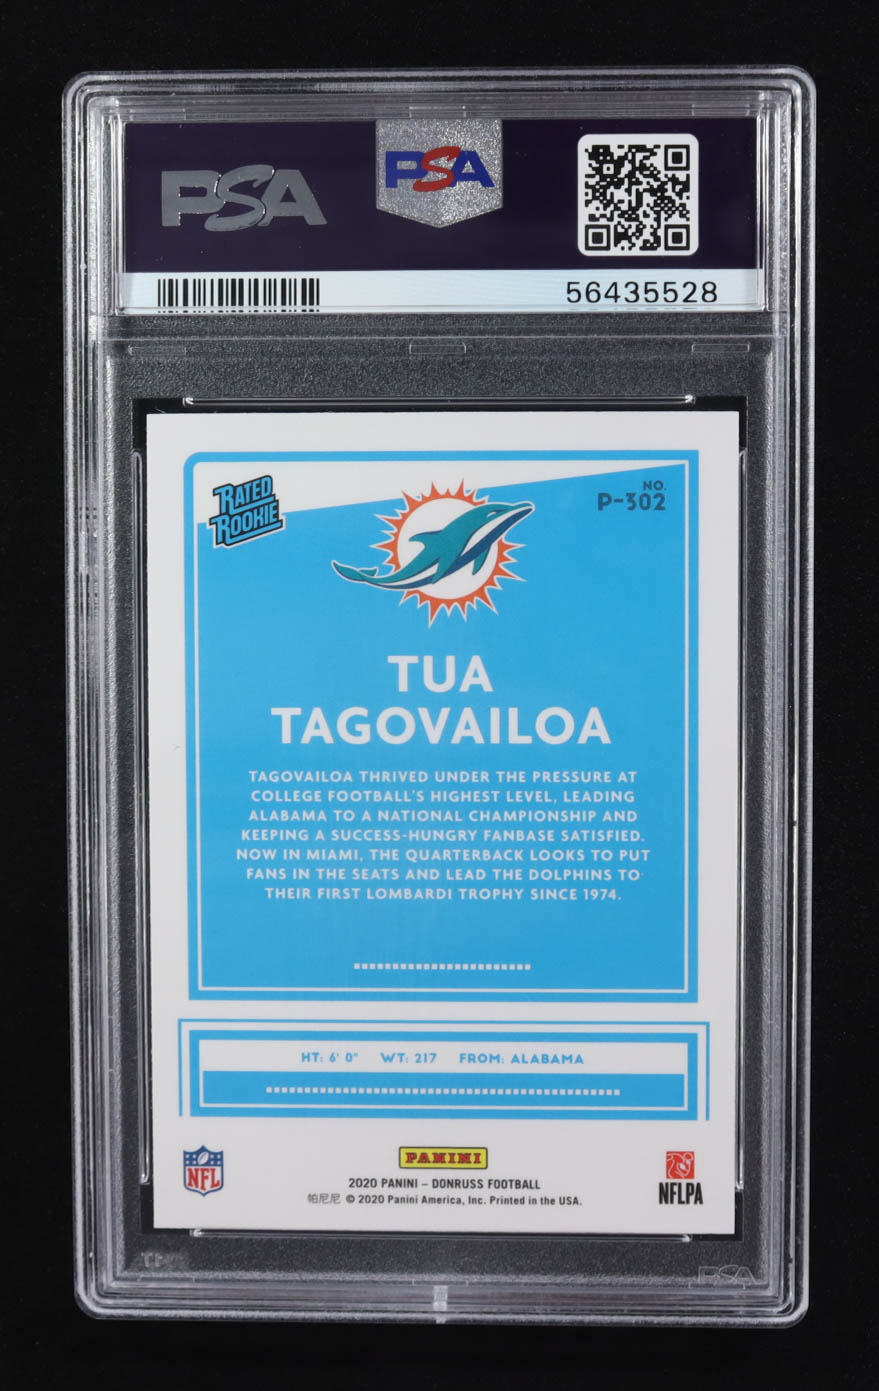 PSA
PSA
56435528
RATED
ROOKIE
NO.
P-302
TUA
TAGOVAILOA
TAGOVAILOA THRIVED UNDER THE PRESSURE AT
COLLEGE FOOTBALL'S HIGHEST LEVEL, LEADING
ALABAMA TO A NATIONAL CHAMPIONSHIP AND
KEEPING A SUCCESS-HUNGRY FANBASE SATISFIED.
NOW IN MIAMI, THE QUARTERBACK LOOKS TO PUT
FANS IN THE SEATS AND LEAD THE DOLPHINS TO
THEIR FIRST LOMBARDI TROPHY SINCE 1974.
HT: 6' 0" WT: 217 FROM: ALABAMA
NFL
PANINI
NFLPA
2020 PANINI – DONRUSS FOOTBALL
帕尼尼 © 2020 Panini America, Inc. Printed in the USA.
PSA